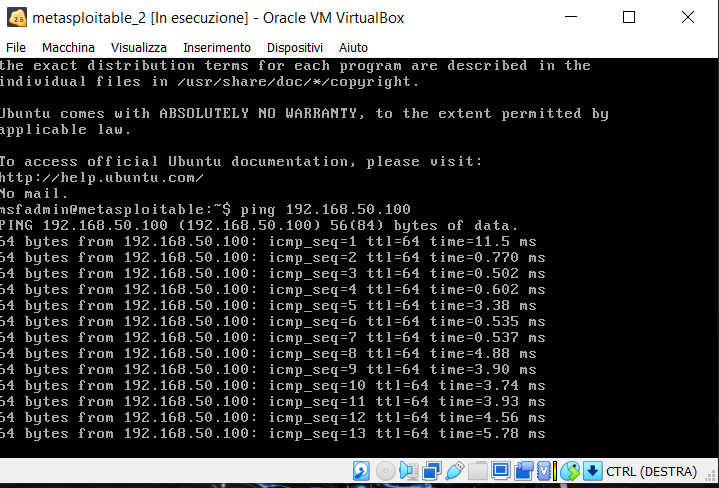 metasploitable_2 [In esecuzione] - Oracle VM VirtualBox
File Macchina Visualizza Inserimento Dispositivi Aiuto
the exact distribution terms for each program are described in the
individual files in /usr/share/doc/*/copyright.
Ubuntu comes with ABSOLUTELY NO WARRANTY, to the extent permitted by
applicable law.
To access official Ubuntu documentation, please visit:
http://help.ubuntu.com/
No mail.
msfadmin@metasploitable:~$ ping 192.168.50.100
PING 192.168.50.100 (192.168.50.100) 56(84) bytes of data.
64 bytes from 192.168.50.100: icmp_seq=1 ttl=64 time=11.5 ms
64 bytes from 192.168.50.100: icmp_seq=2 ttl=64 time=0.770 ms
64 bytes from 192.168.50.100: icmp_seq=3 ttl=64 time=0.502 ms
64 bytes from 192.168.50.100: icmp_seq=4 ttl=64 time=0.602 ms
64 bytes from 192.168.50.100: icmp_seq=5 ttl=64 time=3.38 ms
64 bytes from 192.168.50.100: icmp_seq=6 ttl=64 time=0.535 ms
64 bytes from 192.168.50.100: icmp_seq=7 ttl=64 time=0.537 ms
64 bytes from 192.168.50.100: icmp_seq=8 ttl=64 time=4.88 ms
64 bytes from 192.168.50.100: icmp_seq=9 ttl=64 time=3.90 ms
64 bytes from 192.168.50.100: icmp_seq=10 ttl=64 time=3.74 ms
64 bytes from 192.168.50.100: icmp_seq=11 ttl=64 time=3.93 ms
64 bytes from 192.168.50.100: icmp_seq=12 ttl=64 time=4.56 ms
64 bytes from 192.168.50.100: icmp_seq=13 ttl=64 time=5.78 ms
CTRL (DESTRA)